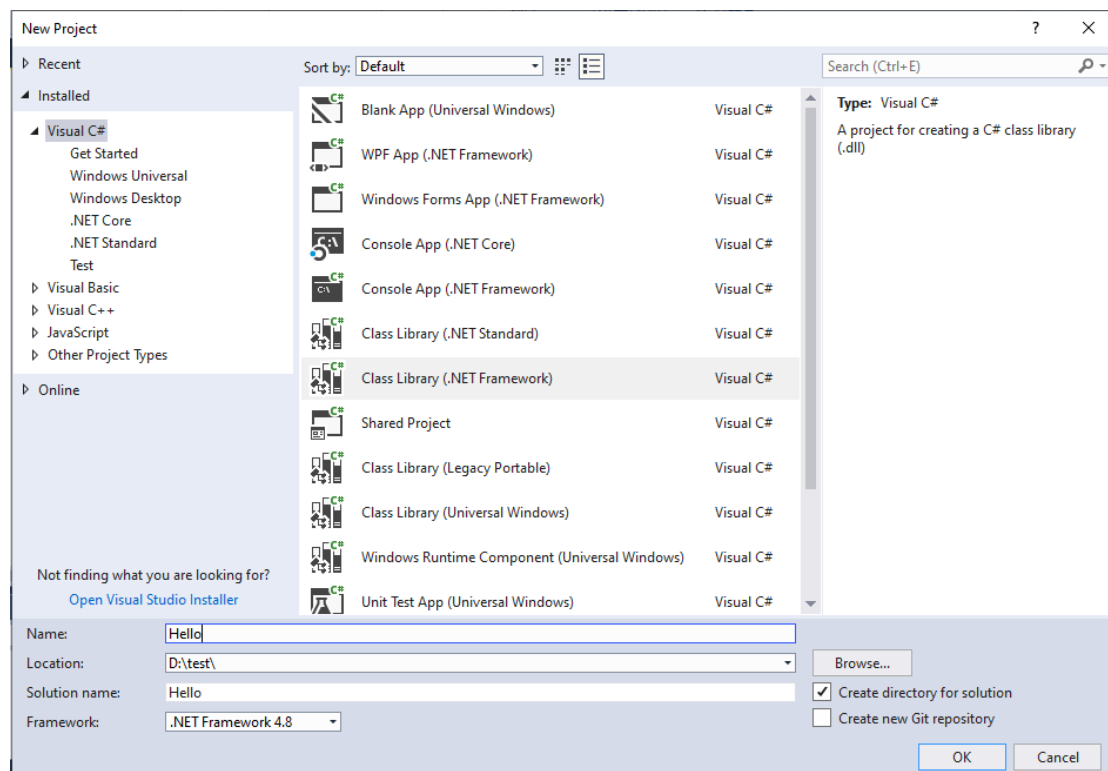 New Project
?
Recent
Installed
Visual C#
Get Started
Windows Universal
Windows Desktop
.NET Core
.NET Standard
Test
Visual Basic
Visual C++
JavaScript
Other Project Types
Online
Not finding what you are looking for?
Open Visual Studio Installer
Sort by: Default
C# Blank App (Universal Windows) Visual C#
C# WPF App (.NET Framework) Visual C#
C# Windows Forms App (.NET Framework) Visual C#
C# C:\ Console App (.NET Core) Visual C#
C# C:\ Console App (.NET Framework) Visual C#
C# Class Library (.NET Standard) Visual C#
C# Class Library (.NET Framework) Visual C#
C# Shared Project Visual C#
C# Class Library (Legacy Portable) Visual C#
C# Class Library (Universal Windows) Visual C#
C# Windows Runtime Component (Universal Windows) Visual C#
C# Unit Test App (Universal Windows) Visual C#
Search (Ctrl+E)
Type: Visual C#
A project for creating a C# class library
(.dll)
Name: Hello
Location: D:\test\ Browse...
Solution name: Hello
Create directory for solution
Framework: .NET Framework 4.8
Create new Git repository
OK Cancel